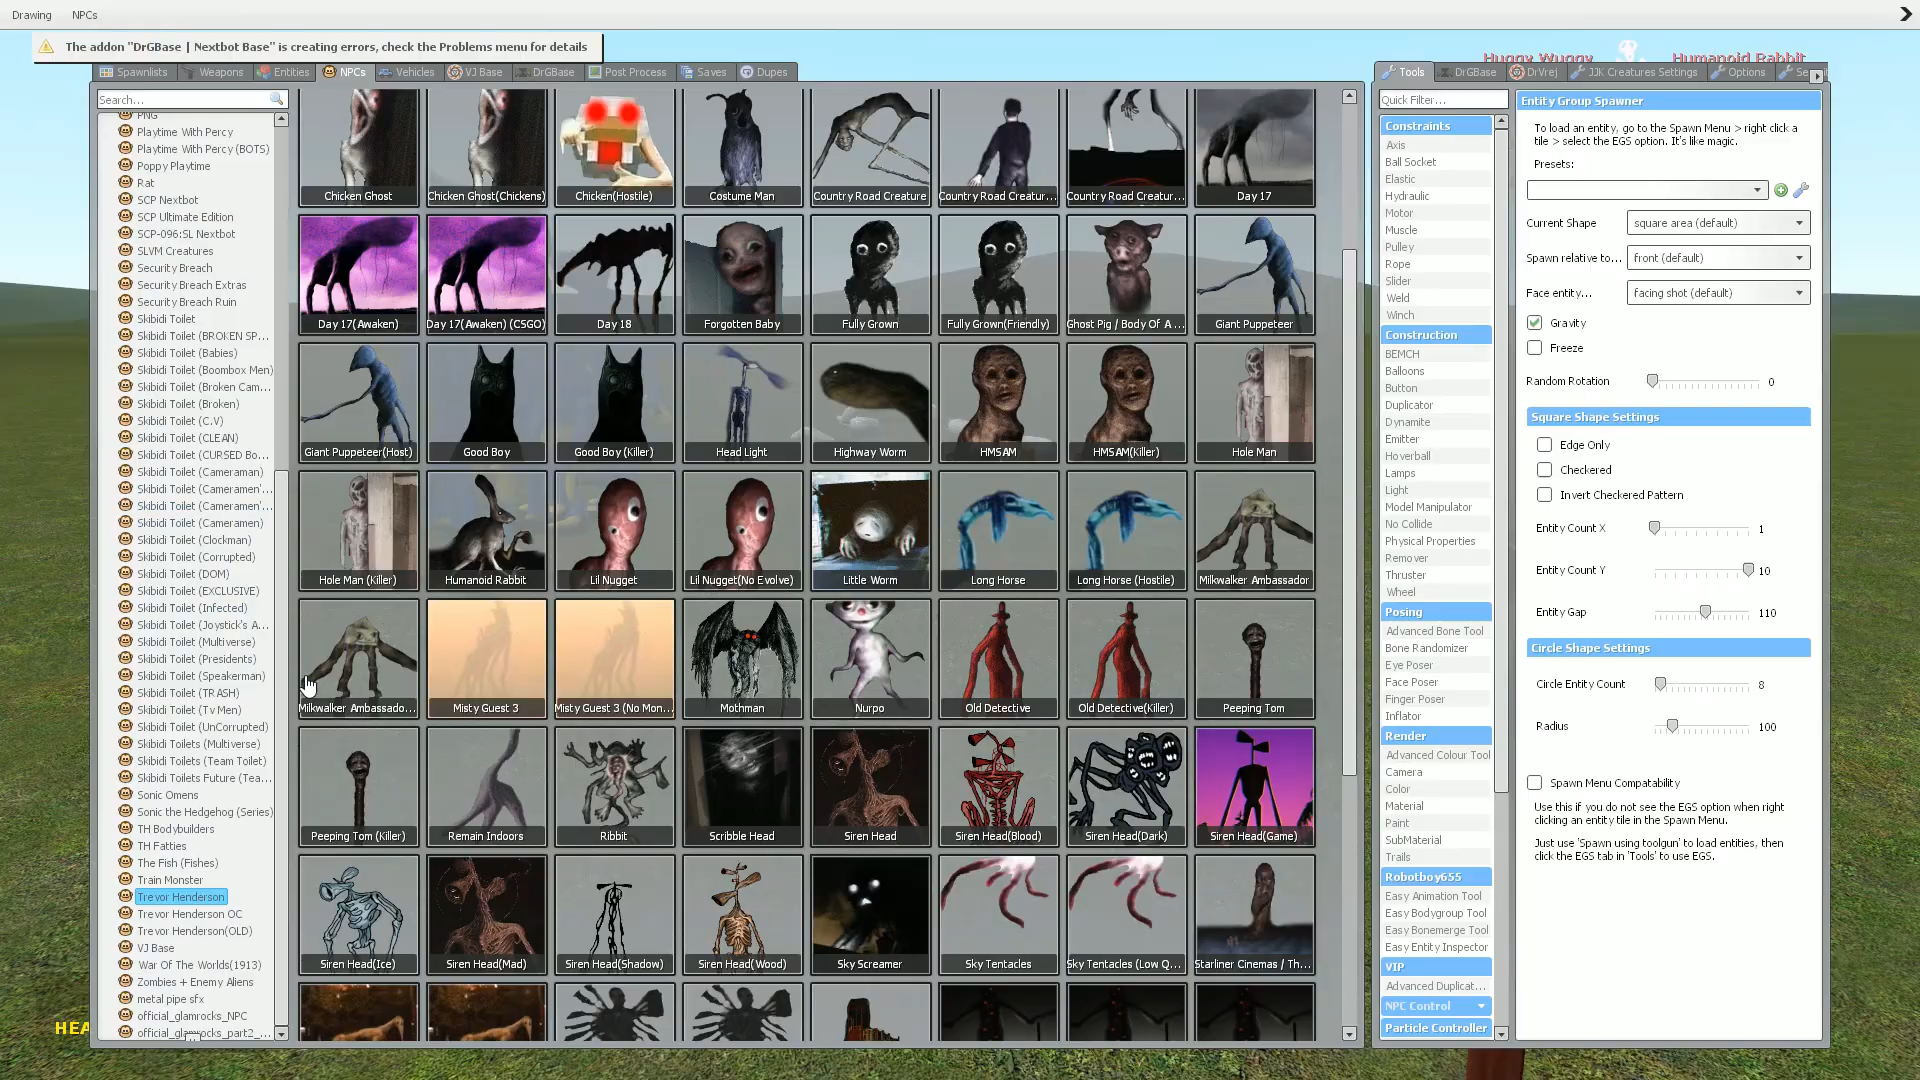 Drawing NPCs
The addon "DrGBase | Nextbot Base" is creating errors, check the Problems menu for details
Huggy Wuggy Humanoid Rabbit
Spawnlists Weapons Entities NPCs Vehicles VJ Base DrGBase Post Process Saves Dupes
Search...
PNG
Playtime With Percy
Playtime With Percy (BOTS)
Poppy Playtime
Rat
SCP Nextbot
SCP Ultimate Edition
SCP-096:SL Nextbot
SLVM Creatures
Security Breach
Security Breach Extras
Security Breach Ruin
Skibidi Toilet
Skibidi Toilet (BROKEN SP...
Skibidi Toilet (Babies)
Skibidi Toilet (Boombox Men)
Skibidi Toilet (Broken Cam...
Skibidi Toilet (Broken)
Skibidi Toilet (C.V)
Skibidi Toilet (CLEAN)
Skibidi Toilet (CURSED Bo...
Skibidi Toilet (Cameraman)
Skibidi Toilet (Cameramen'...
Skibidi Toilet (Cameramen'...
Skibidi Toilet (Cameramen)
Skibidi Toilet (Clockman)
Skibidi Toilet (Corrupted)
Skibidi Toilet (DOM)
Skibidi Toilet (EXCLUSIVE)
Skibidi Toilet (Infected)
Skibidi Toilet (Joystick's A...
Skibidi Toilet (Multiverse)
Skibidi Toilet (Presidents)
Skibidi Toilet (Speakerman)
Skibidi Toilet (TRASH)
Skibidi Toilet (Tv Men)
Skibidi Toilet (UnCorrupted)
Skibidi Toilets (Multiverse)
Skibidi Toilets (Team Toilet)
Skibidi Toilets Future (Tea...
Sonic Omens
Sonic the Hedgehog (Series)
TH Bodybuilders
TH Fatties
The Fish (Fishes)
Train Monster
Trevor Henderson
Trevor Henderson OC
Trevor Henderson(OLD)
VJ Base
War Of The Worlds(1913)
Zombies + Enemy Aliens
metal pipe sfx
official_glamrocks_NPC
official_glamrocks_part2_...
HEA
Chicken Ghost Chicken Ghost(Chickens) Chicken(Hostile) Costume Man Country Road Creature Country Road Creatur... Country Road Creatur... Day 17
Day 17(Awaken) Day 17(Awaken) (CSGO) Day 18 Forgotten Baby Fully Grown Fully Grown(Friendly) Ghost Pig / Body Of A ... Giant Puppeteer
Giant Puppeteer(Host) Good Boy Good Boy (Killer) Head Light Highway Worm HMSAM HMSAM(Killer) Hole Man
Hole Man (Killer) Humanoid Rabbit Lil Nugget Lil Nugget(No Evolve) Little Worm Long Horse Long Horse (Hostile) Milkwalker Ambassador
Milkwalker Ambassado... Misty Guest 3 Misty Guest 3 (No Mon... Mothman Nurpo Old Detective Old Detective(Killer) Peeping Tom
Peeping Tom (Killer) Remain Indoors Ribbit Scribble Head Siren Head Siren Head(Blood) Siren Head(Dark) Siren Head(Game)
Siren Head(Ice) Siren Head(Mad) Siren Head(Shadow) Siren Head(Wood) Sky Screamer Sky Tentacles Sky Tentacles (Low Q... Starliner Cinemas / Th...
Tools DrGBase DrVrej JJK Creatures Settings Options
Quick Filter...
Constraints
Axis
Ball Socket
Elastic
Hydraulic
Motor
Muscle
Pulley
Rope
Slider
Weld
Winch
Construction
BEMCH
Balloons
Button
Duplicator
Dynamite
Emitter
Hoverball
Lamps
Light
Model Manipulator
No Collide
Physical Properties
Remover
Thruster
Wheel
Posing
Advanced Bone Tool
Bone Randomizer
Eye Poser
Face Poser
Finger Poser
Inflator
Render
Advanced Colour Tool
Camera
Color
Material
Paint
SubMaterial
Trails
Robotboy655
Easy Animation Tool
Easy Bodygroup Tool
Easy Bonemerge Tool
Easy Entity Inspector
VIP
Advanced Duplicat...
NPC Control
Particle Controller
Entity Group Spawner
To load an entity, go to the Spawn Menu > right click a
tile > select the EGS option. It's like magic.
Presets:
Current Shape square area (default)
Spawn relative to... front (default)
Face entity... facing shot (default)
Gravity
Freeze
Random Rotation 0
Square Shape Settings
Edge Only
Checkered
Invert Checkered Pattern
Entity Count X 1
Entity Count Y 10
Entity Gap 110
Circle Shape Settings
Circle Entity Count 8
Radius 100
Spawn Menu Compatability
Use this if you do not see the EGS option when right
clicking an entity tile in the Spawn Menu.
Just use 'Spawn using toolgun' to load entities, then
click the EGS tab in 'Tools' to use EGS.